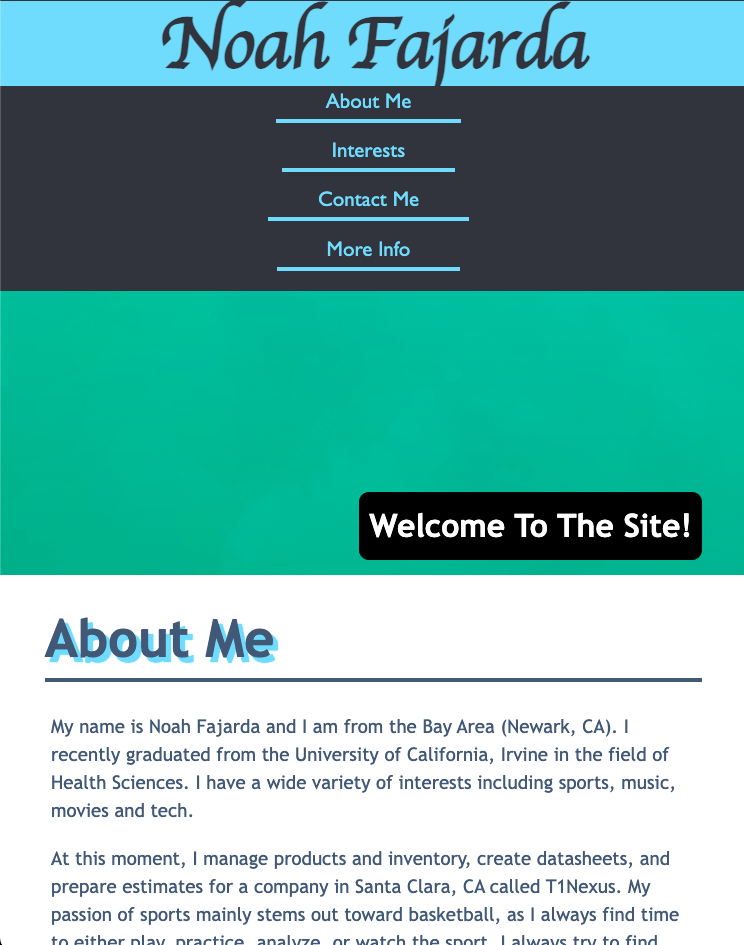 Noah Fajarda
About Me
Interests
Contact Me
More Info
Welcome To The Site!
About Me
My name is Noah Fajarda and I am from the Bay Area (Newark, CA). I
recently graduated from the University of California, Irvine in the field of
Health Sciences. I have a wide variety of interests including sports, music,
movies and tech.
At this moment, I manage products and inventory, create datasheets, and
prepare estimates for a company in Santa Clara, CA called T1Nexus. My
passion of sports mainly stems out toward basketball, as I always find time
to either play, practice, analyze, or watch the sport. I always try to find